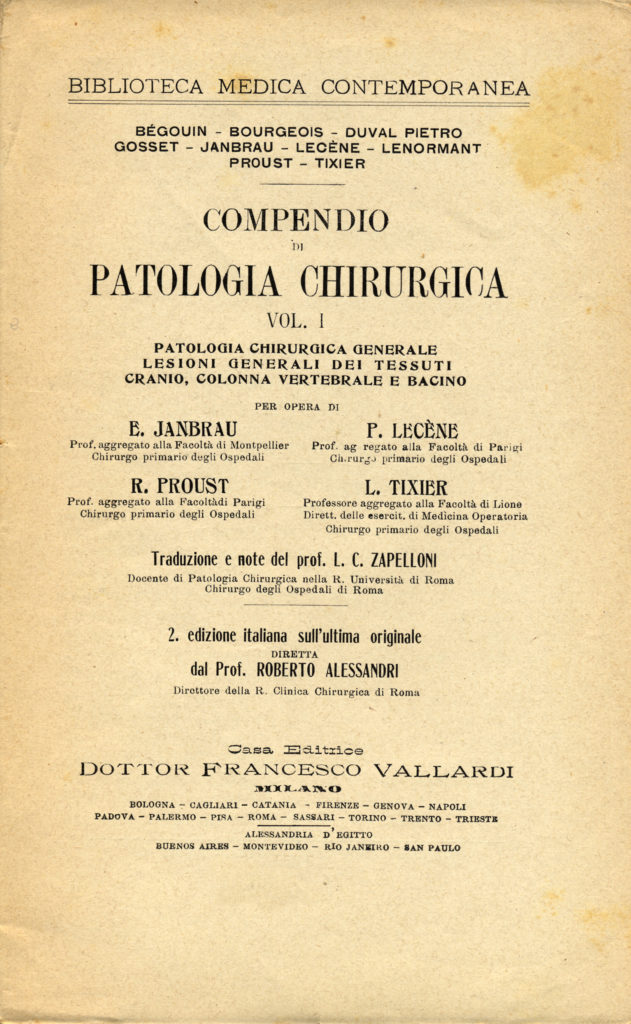 BIBLIOTECA MEDICA CONTEMPORANEA
BÉGOUIN – BOURGEOIS – DUVAL PIETRO
GOSSET – JANBRAU – LECÈNE – LENORMANT
PROUST – TIXIER
COMPENDIO
DI
PATOLOGIA CHIRURGICA
VOL. I
PATOLOGIA CHIRURGICA GENERALE
LESIONI GENERALI DEI TESSUTI
CRANIO, COLONNA VERTEBRALE E BACINO
PER OPERA DI
E. JANBRAU
Prof. aggregato alla Facoltà di Montpellier
Chirurgo primario degli Ospedali
P. LECÈNE
Prof. ag regato alla Facoltà di Parigi
Chirurgo primario degli Ospedali
R. PROUST
Prof. aggregato alla Facoltàdi Parigi
Chirurgo primario degli Ospedali
L. TIXIER
Professore aggregato alla Facoltà di Lione
Dirett. delle esercit. di Medicina Operatoria
Chirurgo primario degli Ospedali
Traduzione e note del prof. L. C. ZAPELLONI
Docente di Patologia Chirurgica nella R. Università di Roma
Chirurgo degli Ospedali di Roma
2. edizione italiana sull'ultima originale
DIRETTA
dal Prof. ROBERTO ALESSANDRI
Direttore della R. Clinica Chirurgica di Roma
Casa Editrice
DOTTOR FRANCESCO VALLARDI
MILANO
BOLOGNA – CAGLIARI – CATANIA – FIRENZE – GENOVA – NAPOLI
PADOVA – PALERMO – PISA – ROMA – SASSARI – TORINO – TRENTO – TRIESTE
ALESSANDRIA D'EGITTO
BUENOS AIRES – MONTEVIDEO – RIO JANEIRO – SAN PAULO